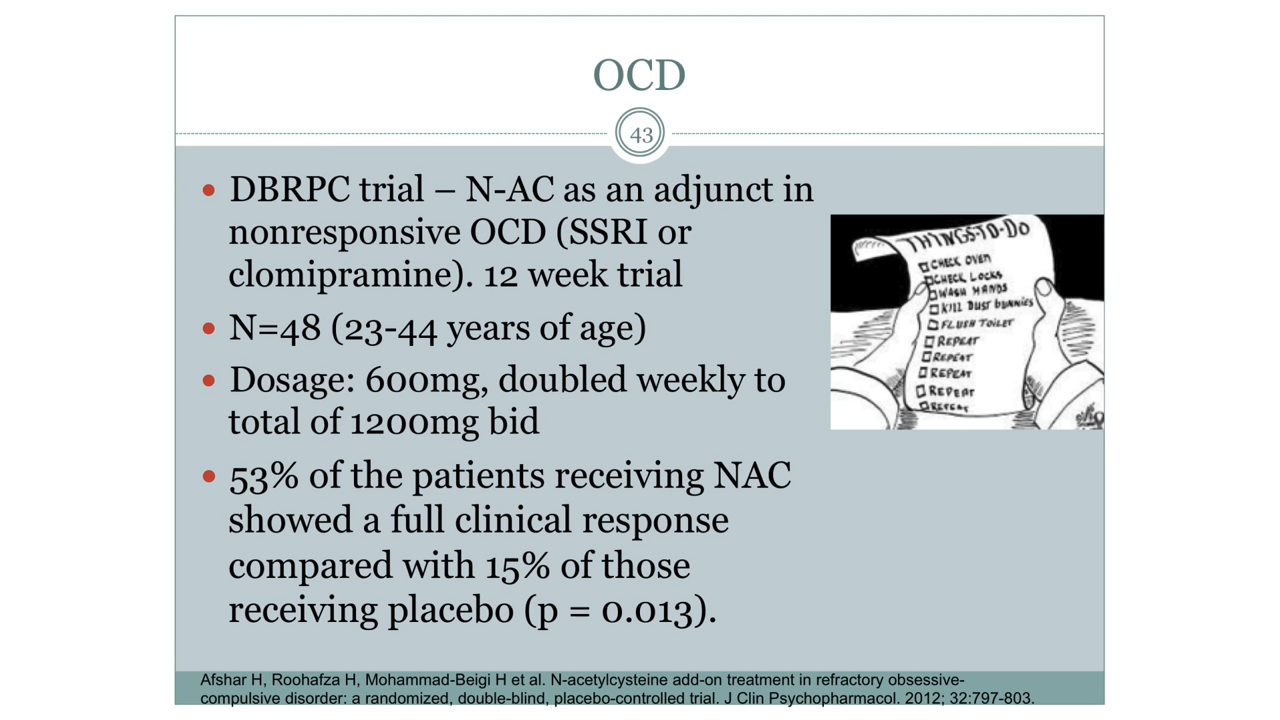 OCD
43
• DBRPC trial – N-AC as an adjunct in
nonresponsive OCD (SSRI or
clomipramine). 12 week trial
• N=48 (23-44 years of age)
• Dosage: 600mg, doubled weekly to
total of 1200mg bid
• 53% of the patients receiving NAC
showed a full clinical response
compared with 15% of those
receiving placebo (p = 0.013).
THINGS-TO-DO
CHECK OVEN
CHECK LOCKS
WASH HANDS
KILL DUST BUNNIES
FLUSH TOILET
REPEAT
REPEAT
REPEAT
REPEAT
REPEAT
Afshar H, Roohafza H, Mohammad-Beigi H et al. N-acetylcysteine add-on treatment in refractory obsessive-
compulsive disorder: a randomized, double-blind, placebo-controlled trial. J Clin Psychopharmacol. 2012; 32:797-803.